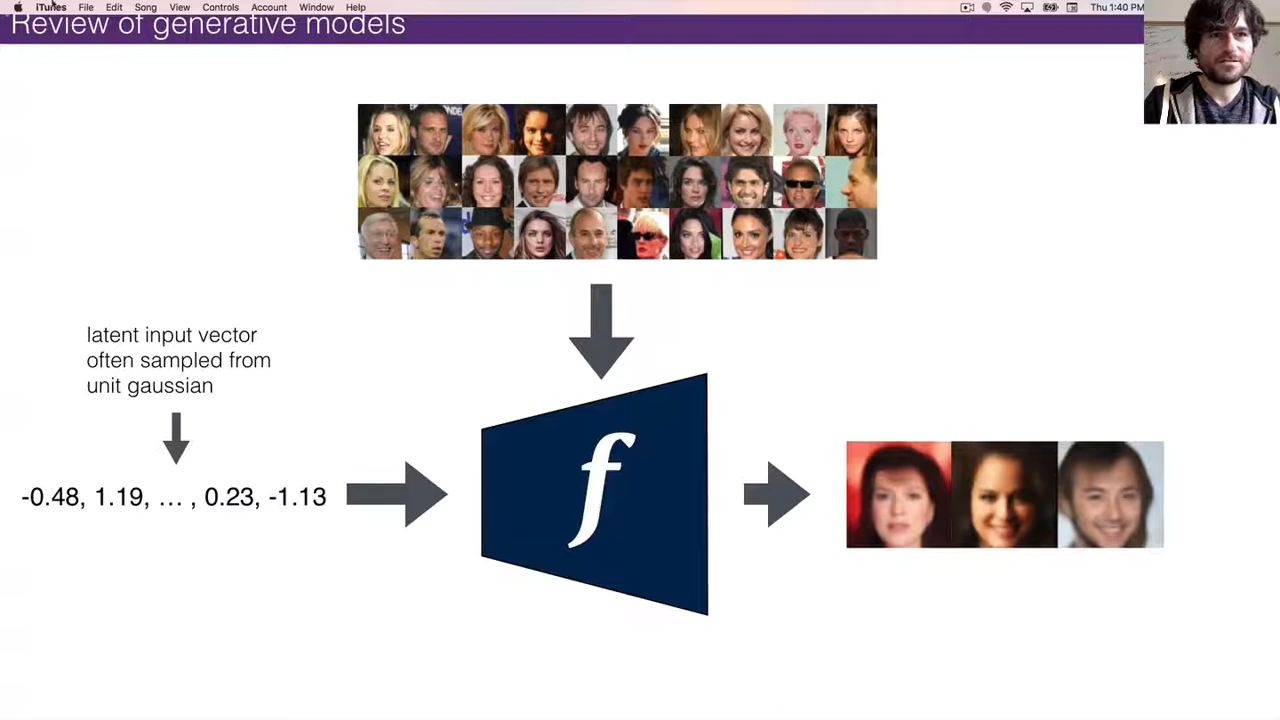 iTunes File Edit Song View Controls Account Window Help Thu 1:40 PM
Review of generative models
latent input vector
often sampled from
unit gaussian
-0.48, 1.19, … , 0.23, -1.13
f